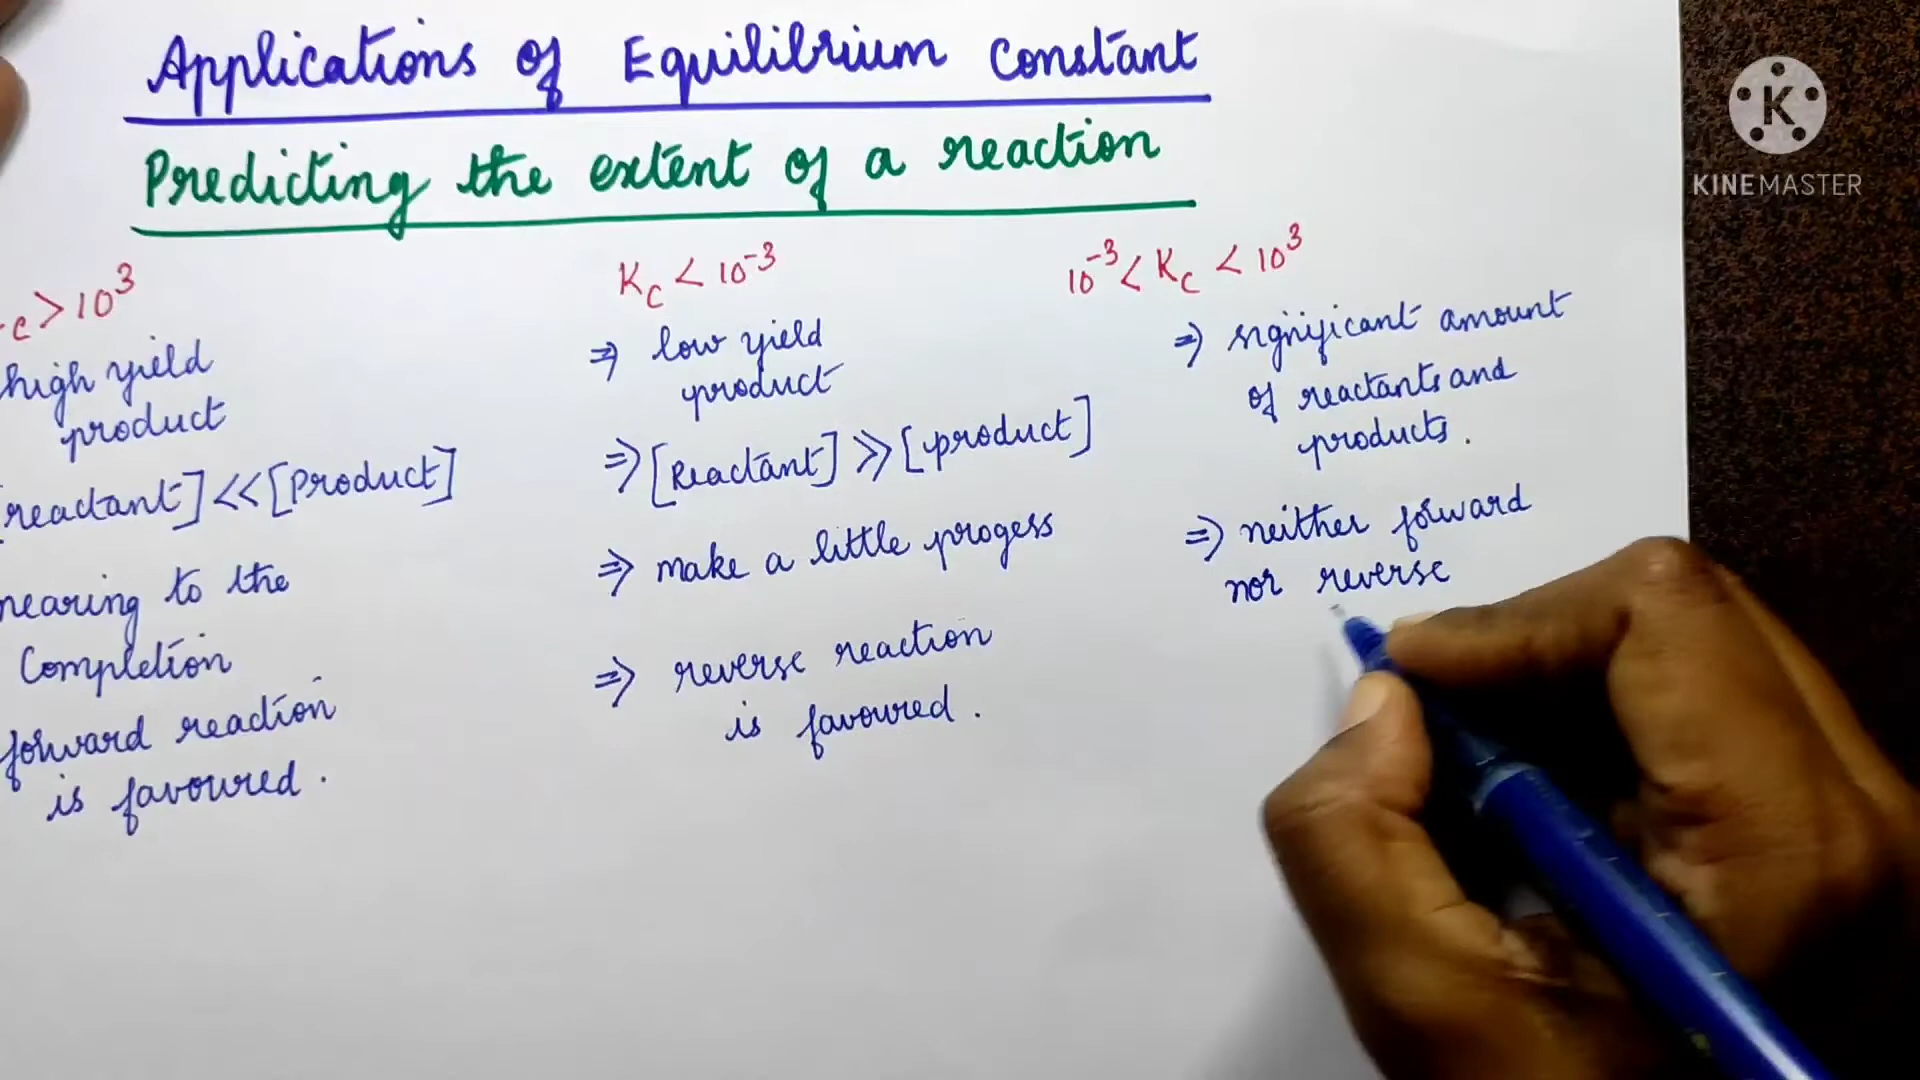 Applications of Equilibrium Constant
Predicting the extent of a reaction
c > 10³
high yield
product
[reactant] << [Product]
nearing to the
Completion
forward reaction
is favoured.
Kc < 10⁻³
⇒ low yield
product
⇒ [Reactant] >> [product]
⇒ make a little progess
⇒ reverse reaction
is favoured.
10⁻³ < Kc < 10³
⇒ significant amount
of reactants and
products.
⇒ neither forward
nor reverse
K
KINEMASTER